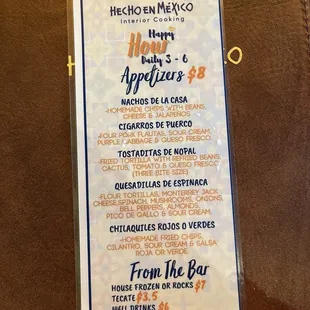 HECHO EN MÉXICO
Interior Cooking
Happy
Hour
Daily 3 - 6
Appetizers $8
NACHOS DE LA CASA
-HOMEMADE CHIPS WITH BEANS,
CHEESE & JALAPEÑOS
CIGARROS DE PUERCO
-FOUR PORK FLAUTAS, SOUR CREAM,
PURPLE CABBAGE & QUESO FRESCO
TOSTADITAS DE NOPAL
-FRIED TORTILLA WITH REFRIED BEANS,
CACTUS, TOMATO & QUESO FRESCO
(THREE BITE SIZE)
QUESADILLAS DE ESPINACA
-FLOUR TORTILLAS, MONTERREY JACK
CHEESE, SPINACH, MUSHROOMS, ONIONS,
BELL PEPPERS, ALMONDS,
PICO DE GALLO & SOUR CREAM.
CHILAQUILES ROJOS O VERDES
-HOMEMADE FRIED CHIPS,
CILANTRO, SOUR CREAM & SALSA
ROJA OR VERDE
From The Bar
HOUSE FROZEN OR ROCKS $7
TECATE $3.5
WELL DRINKS $6